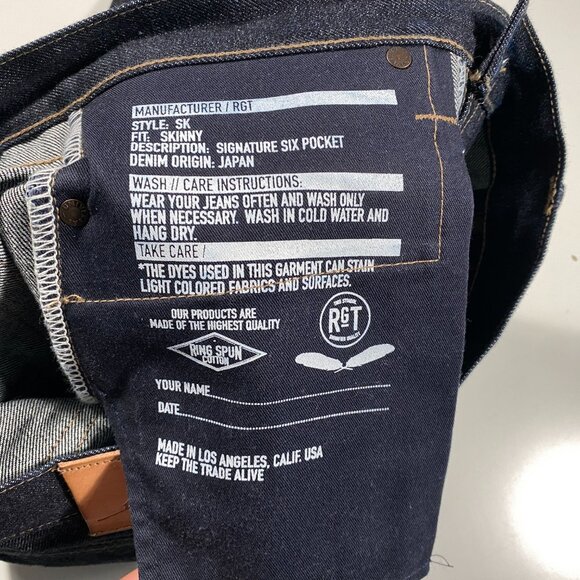 MANUFACTURER / RGT
STYLE: SK
FIT: SKINNY
DESCRIPTION: SIGNATURE SIX POCKET
DENIM ORIGIN: JAPAN
WASH // CARE INSTRUCTIONS:
WEAR YOUR JEANS OFTEN AND WASH ONLY
WHEN NECESSARY. WASH IN COLD WATER AND
HANG DRY.
TAKE CARE /
*THE DYES USED IN THIS GARMENT CAN STAIN
LIGHT COLORED FABRICS AND SURFACES.
OUR PRODUCTS ARE
MADE OF THE HIGHEST QUALITY
RING SPUN
COTTON
RGT
YOUR NAME
DATE
MADE IN LOS ANGELES, CALIF. USA
KEEP THE TRADE ALIVE